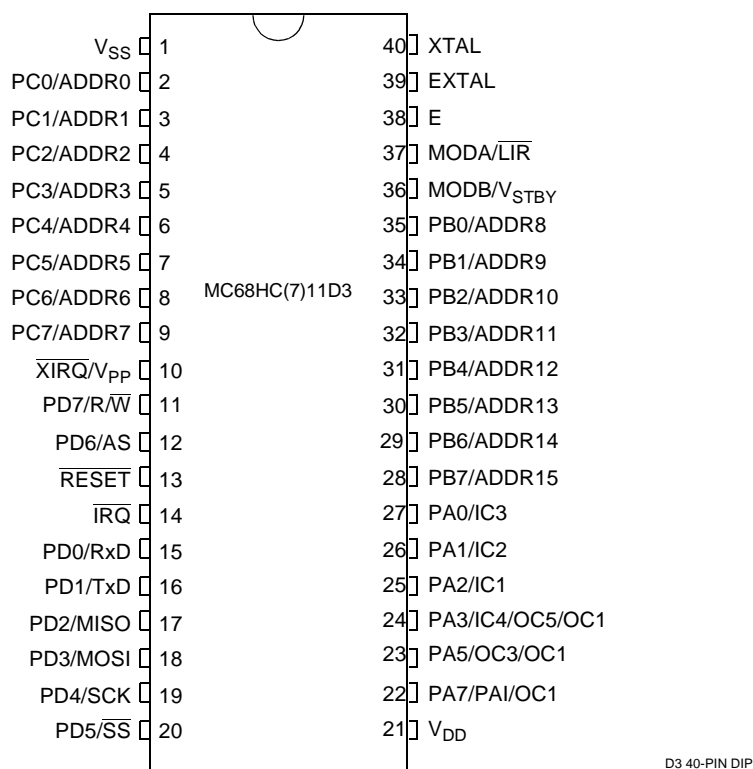 VSS 1 40 XTAL
PC0/ADDR0 2 39 EXTAL
PC1/ADDR1 3 38 E
PC2/ADDR2 4 37 MODA/L̅I̅R̅
PC3/ADDR3 5 36 MODB/VSTBY
PC4/ADDR4 6 35 PB0/ADDR8
PC5/ADDR5 7 34 PB1/ADDR9
PC6/ADDR6 8 MC68HC(7)11D3 33 PB2/ADDR10
PC7/ADDR7 9 32 PB3/ADDR11
X̅I̅R̅Q̅/VPP 10 31 PB4/ADDR12
PD7/R/W̅ 11 30 PB5/ADDR13
PD6/AS 12 29 PB6/ADDR14
R̅E̅S̅E̅T̅ 13 28 PB7/ADDR15
I̅R̅Q̅ 14 27 PA0/IC3
PD0/RxD 15 26 PA1/IC2
PD1/TxD 16 25 PA2/IC1
PD2/MISO 17 24 PA3/IC4/OC5/OC1
PD3/MOSI 18 23 PA5/OC3/OC1
PD4/SCK 19 22 PA7/PAI/OC1
PD5/S̅S̅ 20 21 VDD
D3 40-PIN DIP